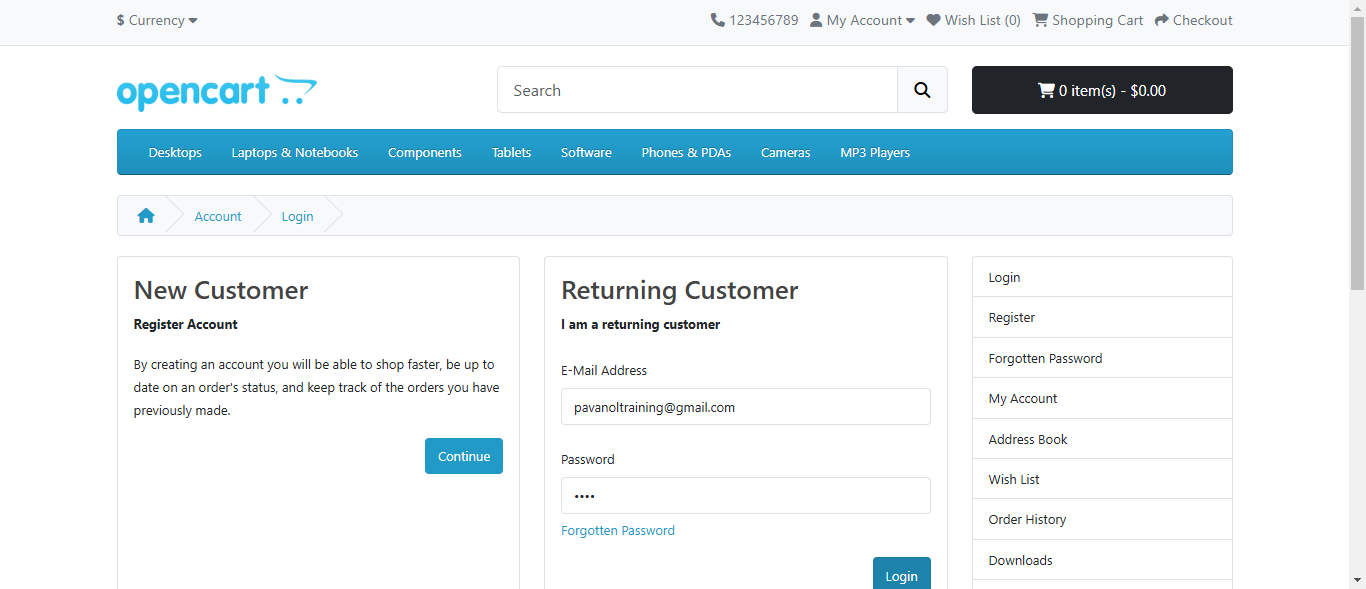 $ Currency
123456789 My Account Wish List (0) Shopping Cart Checkout
opencart
Search
0 item(s) - $0.00
Desktops Laptops & Notebooks Components Tablets Software Phones & PDAs Cameras MP3 Players
Account Login
New Customer
Register Account
By creating an account you will be able to shop faster, be up to
date on an order's status, and keep track of the orders you have
previously made.
Continue
Returning Customer
I am a returning customer
E-Mail Address
pavanoltraining@gmail.com
Password
••••
Forgotten Password
Login
Login
Register
Forgotten Password
My Account
Address Book
Wish List
Order History
Downloads